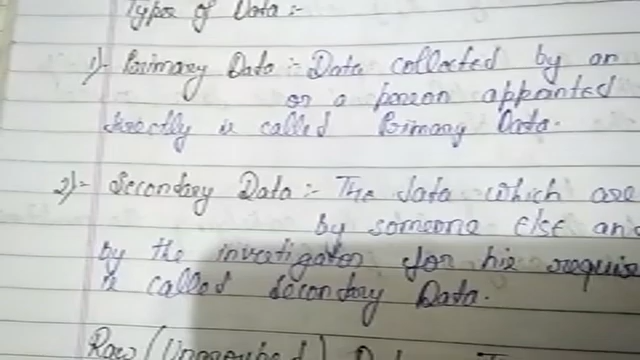 Types of Data :-
1)- Primary Data :- Data collected by an
or a person appointed
directly is called Primary Data.
2)- Secondary Data :- The data which are
by someone else and
by the investigator for his require
is called Secondary Data.
Raw (Ungrouped)